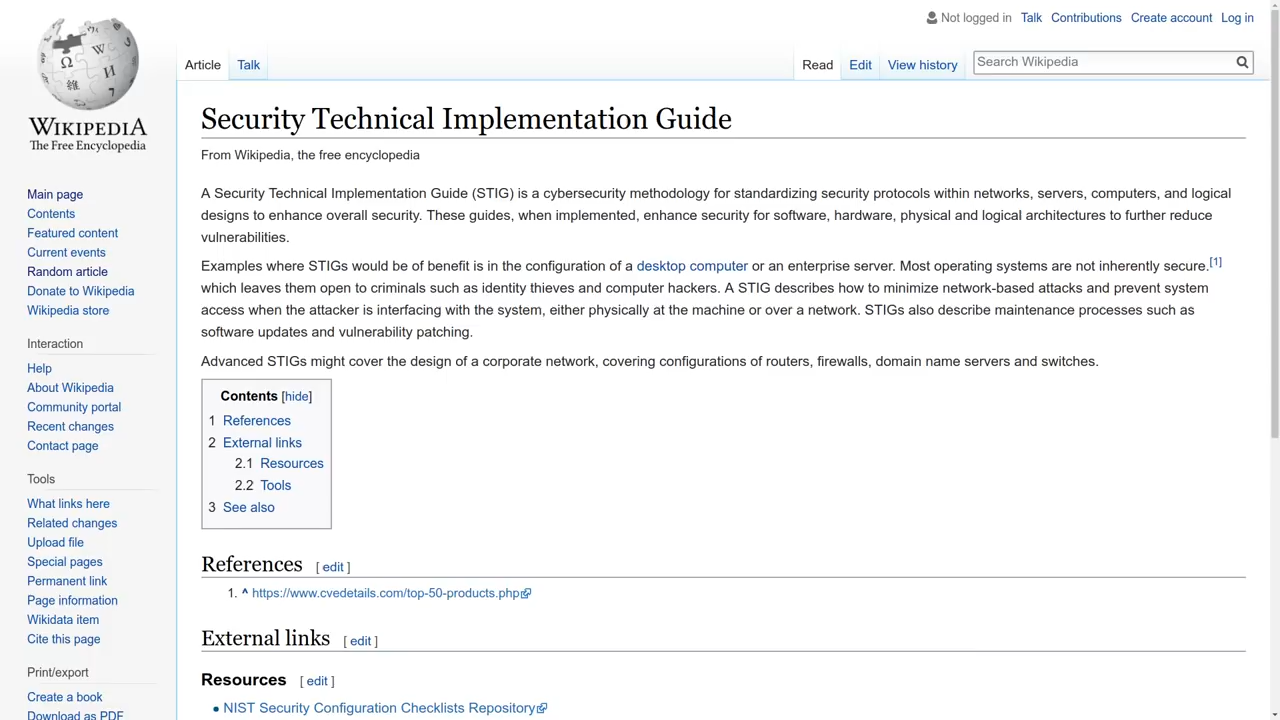 Not logged in Talk Contributions Create account Log in
Article Talk Read Edit View history Search Wikipedia
WIKIPEDIA
The Free Encyclopedia
Main page
Contents
Featured content
Current events
Random article
Donate to Wikipedia
Wikipedia store
Interaction
Help
About Wikipedia
Community portal
Recent changes
Contact page
Tools
What links here
Related changes
Upload file
Special pages
Permanent link
Page information
Wikidata item
Cite this page
Print/export
Create a book
Download as PDF
Security Technical Implementation Guide
From Wikipedia, the free encyclopedia
A Security Technical Implementation Guide (STIG) is a cybersecurity methodology for standardizing security protocols within networks, servers, computers, and logical
designs to enhance overall security. These guides, when implemented, enhance security for software, hardware, physical and logical architectures to further reduce
vulnerabilities.
Examples where STIGs would be of benefit is in the configuration of a desktop computer or an enterprise server. Most operating systems are not inherently secure.[1]
which leaves them open to criminals such as identity thieves and computer hackers. A STIG describes how to minimize network-based attacks and prevent system
access when the attacker is interfacing with the system, either physically at the machine or over a network. STIGs also describe maintenance processes such as
software updates and vulnerability patching.
Advanced STIGs might cover the design of a corporate network, covering configurations of routers, firewalls, domain name servers and switches.
Contents [hide]
1 References
2 External links
2.1 Resources
2.2 Tools
3 See also
References [ edit ]
1. ^ https://www.cvedetails.com/top-50-products.php
External links [ edit ]
Resources [ edit ]
• NIST Security Configuration Checklists Repository